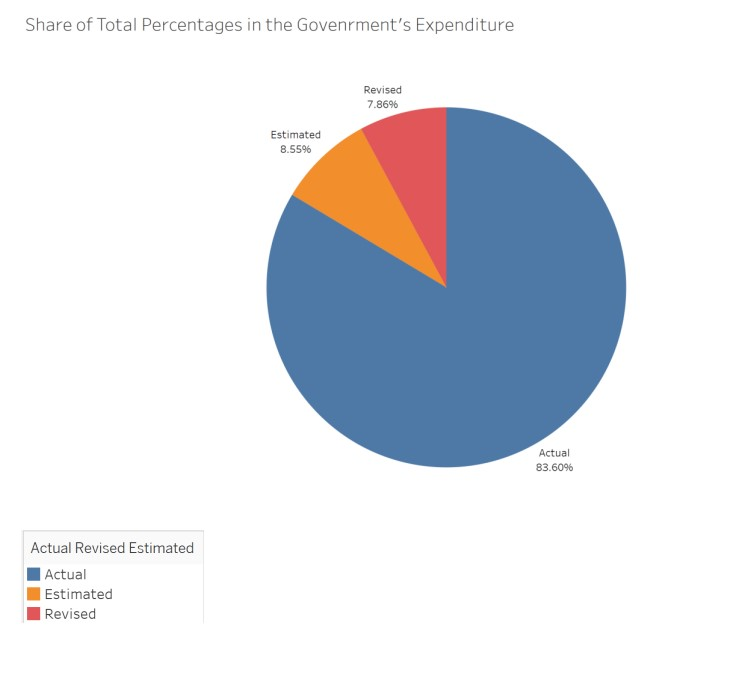 Share of Total Percentages in the Govenrment's Expenditure
Revised
7.86%
Estimated
8.55%
Actual
83.60%
Actual Revised Estimated
Actual
Estimated
Revised